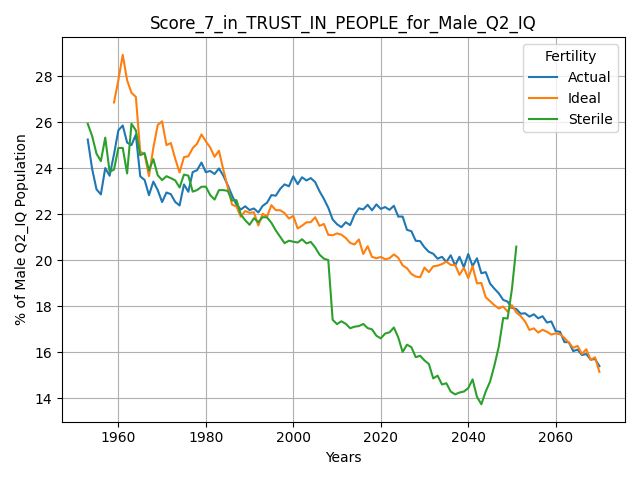 Score_7_in_TRUST_IN_PEOPLE_for_Male_Q2_IQ
Fertility
Actual
Ideal
Sterile
% of Male Q2_IQ Population
28
26
24
22
20
18
16
14
1960
1980
2000
2020
2040
2060
Years